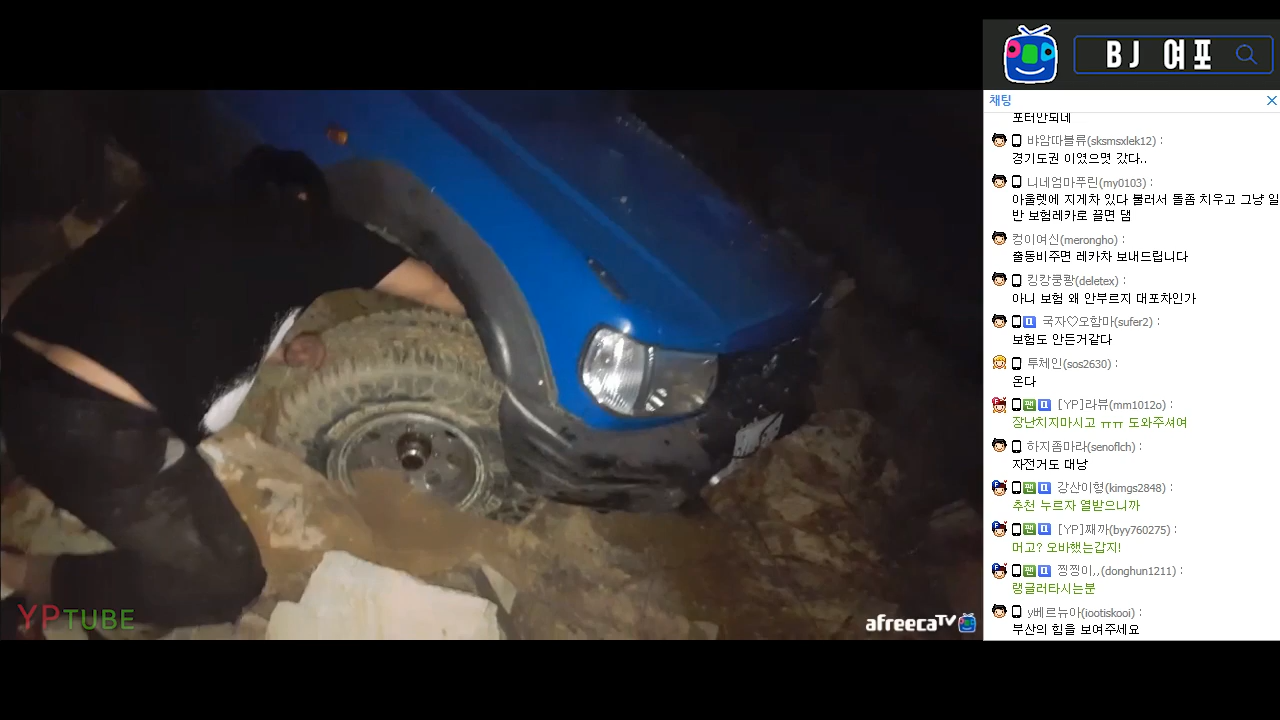 BJ 여포
채팅
포터안되네
뱌암따블류(sksmsxlek12) :
경기도권 이였으몃 갔다..
니네엄마푸린(my0103) :
아울렛에 지게차 있다 불러서 돌좀 치우고 그냥 일
반 보험레카로 끌면 댐
컹이여신(merongho) :
출동비주면 레카차 보내드립니다
킹캉쿵쾅(deletex) :
아니 보험 왜 안부르지 대포차인가
국자♡오함마(sufer2) :
보험도 안든거같다
투체인(sos2630) :
온다
팬 [YP]라뷰(mm1012o) :
장난치지마시고 ㅠㅠ 도와주셔여
하지좀마라(senoflch) :
자전거도 대낭
팬 강산이형(kimgs2848) :
추천 누르자 열받으니까
팬 [YP]째까(byy760275) :
머고? 오바했는갑지!
팬 찡찡이,,(donghun1211) :
랭글러타시는분
y베르뉴아(iootiskooi) :
부산의 힘을 보여주세요
YPTUBE
afreecaTV